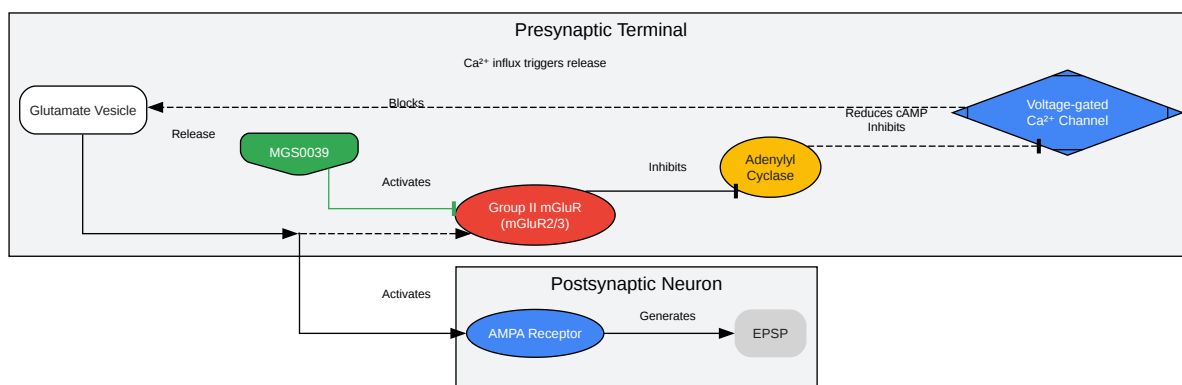 Presynaptic Terminal
Ca²⁺ influx triggers release
Glutamate Vesicle
Blocks
Voltage-gated
Ca²⁺ Channel
Reduces cAMP
Inhibits
Release
MGS0039
Adenylyl
Cyclase
Activates
Inhibits
Group II mGluR
(mGluR2/3)
Postsynaptic Neuron
Activates
AMPA Receptor
Generates
EPSP